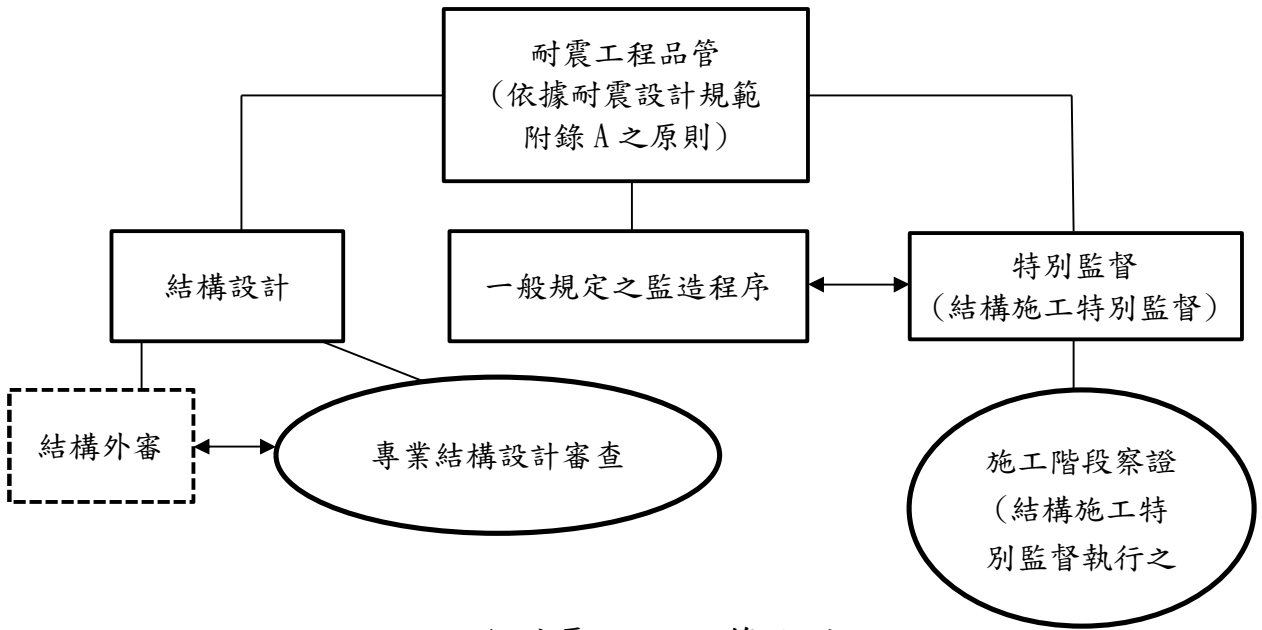 耐震工程品管
(依據耐震設計規範
附錄 A 之原則)
結構設計
一般規定之監造程序
特別監督
(結構施工特別監督)
結構外審
專業結構設計審查
施工階段察證
(結構施工特
別監督執行之